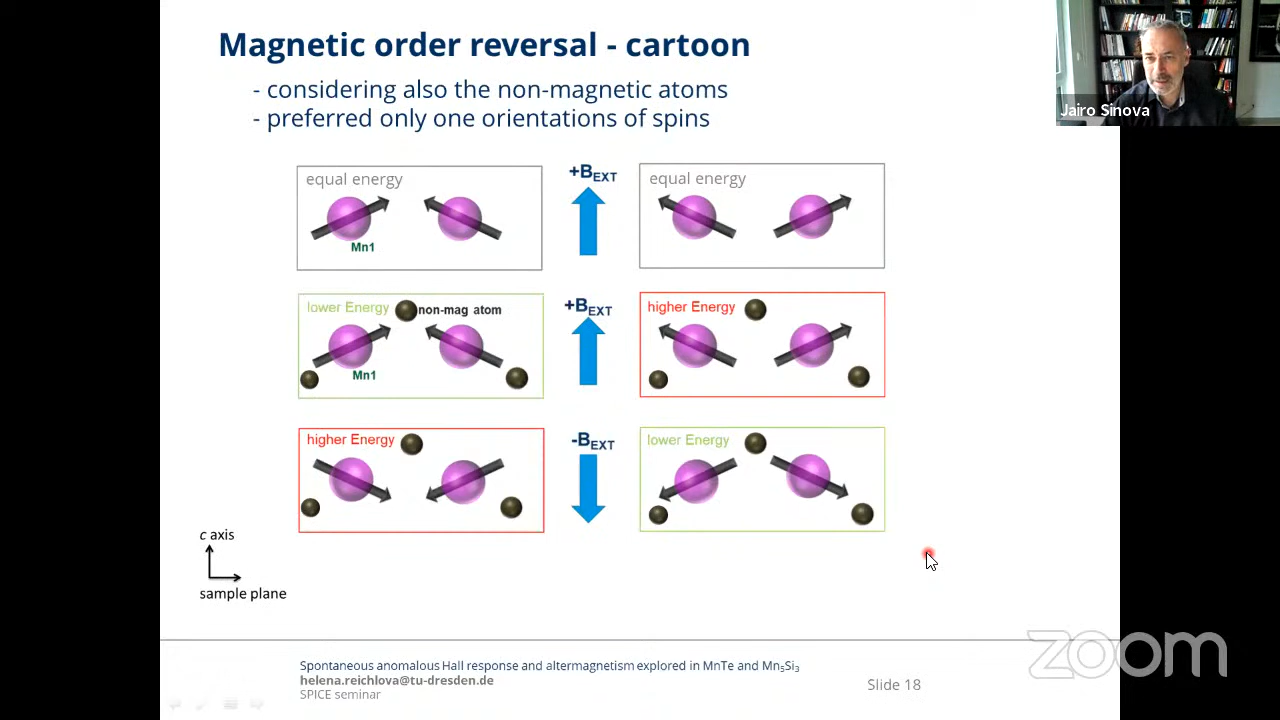 Magnetic order reversal - cartoon
- considering also the non-magnetic atoms
- preferred only one orientations of spins
Jairo Sinova
equal energy
Mn1
+BEXT
equal energy
lower Energy
non-mag atom
Mn1
+BEXT
higher Energy
higher Energy
-BEXT
lower Energy
c axis
sample plane
Spontaneous anomalous Hall response and altermagnetism explored in MnTe and Mn5Si3
helena.reichlova@tu-dresden.de
SPICE seminar
Slide 18
zoom